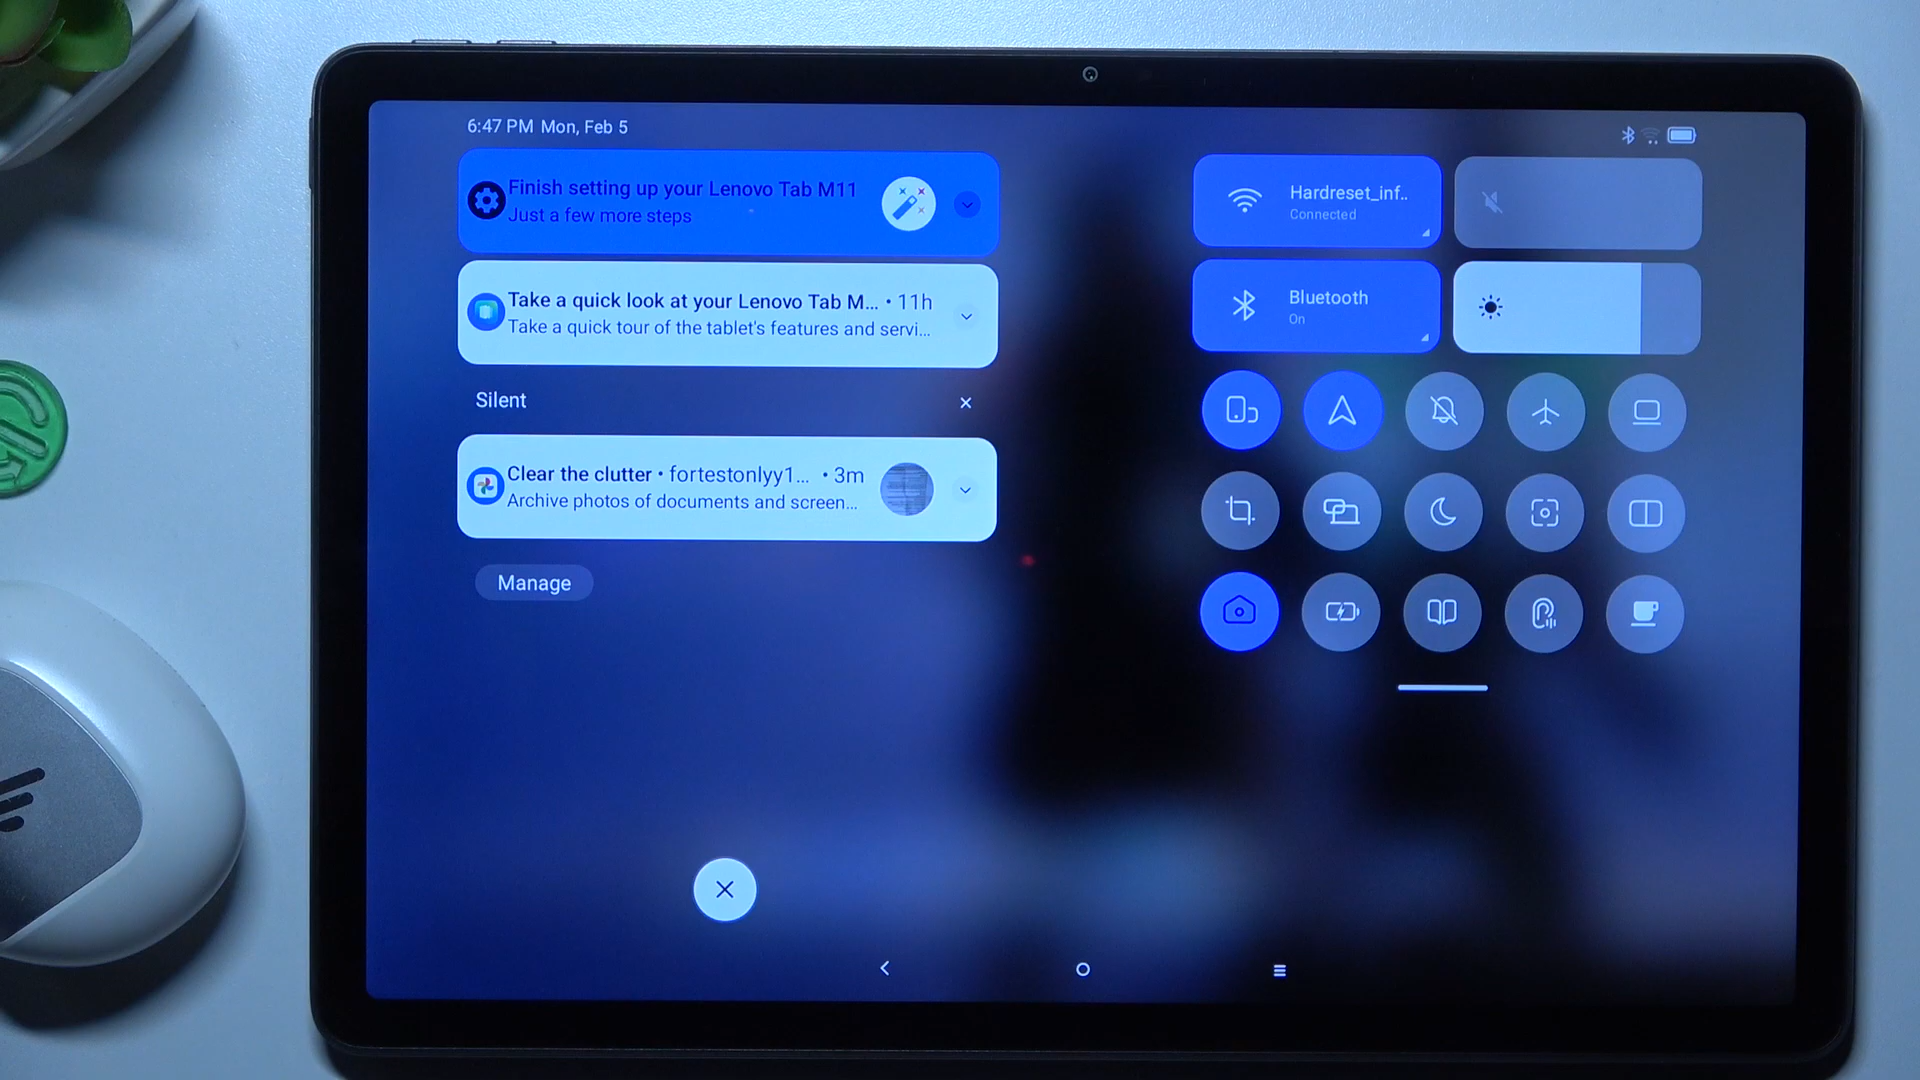 6:47 PM Mon, Feb 5
Finish setting up your Lenovo Tab M11
Just a few more steps
Take a quick look at your Lenovo Tab M... • 11h
Take a quick tour of the tablet's features and servi...
Silent
Clear the clutter • fortestonlyy1... • 3m
Archive photos of documents and screen...
Manage
Hardreset_inf..
Connected
Bluetooth
On